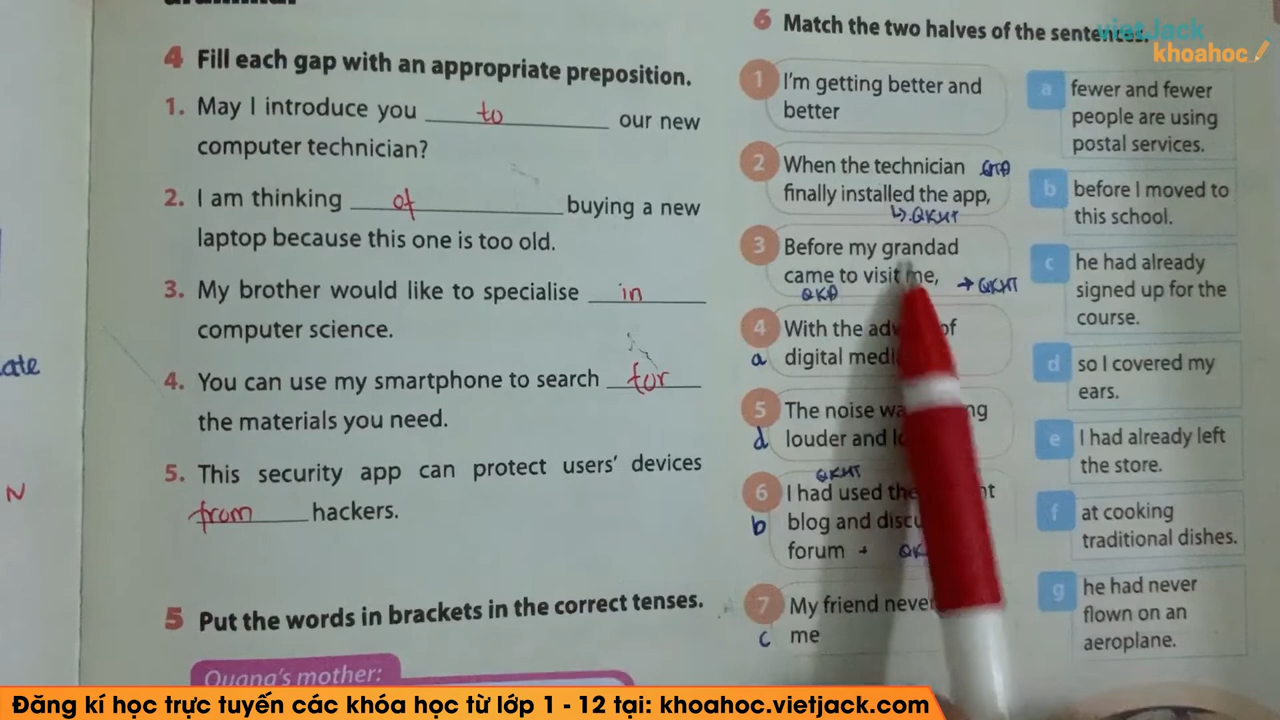 4 Fill each gap with an appropriate preposition.
1. May I introduce you to our new
computer technician?
2. I am thinking of buying a new
laptop because this one is too old.
3. My brother would like to specialise in
computer science.
4. You can use my smartphone to search for
the materials you need.
5. This security app can protect users' devices
from hackers.
5 Put the words in brackets in the correct tenses.
Quang's mother:
ate
N
6 Match the two halves of the sentences.
1 I'm getting better and
better
2 When the technician QKĐ
finally installed the app,
↳ QKHT
3 Before my grandad
came to visit me, → QKHT
QKĐ
4 With the of
a digital
5 The noise
d louder and
QKHT
6 I had used
b blog and
forum +
7 My friend never
c me
a fewer and fewer
people are using
postal services.
b before I moved to
this school.
c he had already
signed up for the
course.
d so I covered my
ears.
e I had already left
the store.
f at cooking
traditional dishes.
g he had never
flown on an
aeroplane.
vietJack
khoahoc
Đăng kí học trực tuyến các khóa học từ lớp 1 - 12 tại: khoahoc.vietjack.com